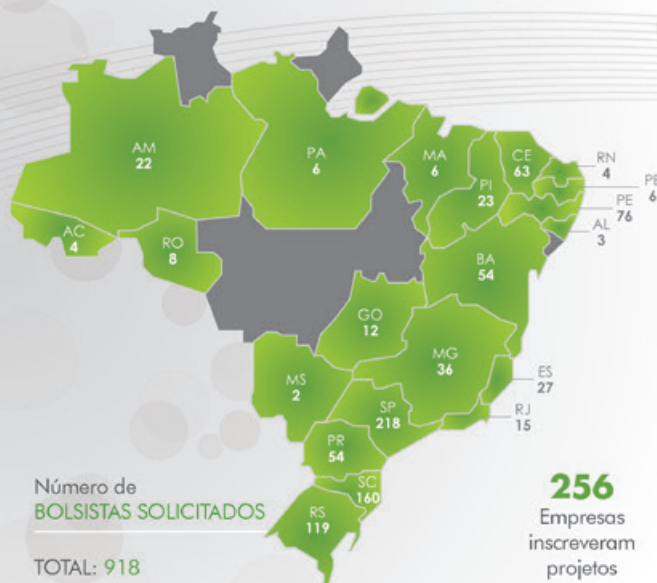 AM
22
PA
6
MA
6
CE
63
RN
4
PI
23
PB
6
PE
76
AL
3
AC
4
RO
8
BA
54
GO
12
MG
36
ES
27
MS
2
SP
218
RJ
15
PR
54
SC
160
RS
119
Número de
BOLSISTAS SOLICITADOS
TOTAL: 918
256
Empresas
inscreveram
projetos